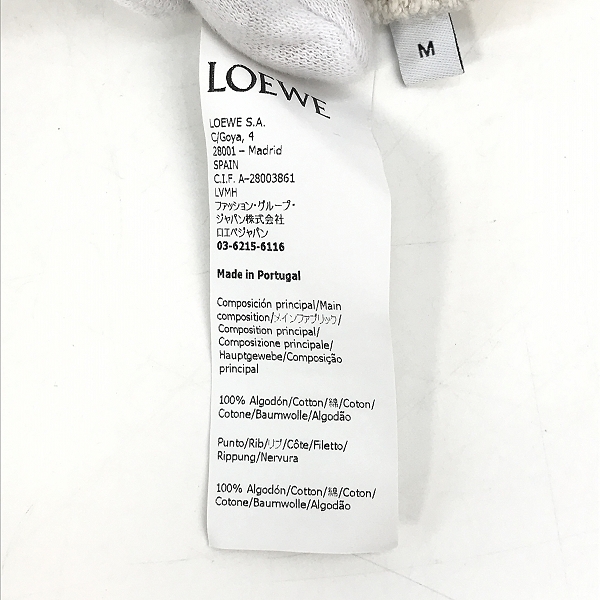 M
LOEWE
LOEWE S.A.
C/Goya, 4
28001 – Madrid
SPAIN
C.I.F. A-28003861
LVMH
ファッション・グループ・
ジャパン株式会社
ロエベジャパン
03-6215-6116
Made in Portugal
Composición principal/Main
composition/メインファブリック/
Composition principal/
Composizione principale/
Hauptgewebe/Composição
principal
100% Algodón/Cotton/綿/Coton/
Cotone/Baumwolle/Algodão
Punto/Rib/リブ/Côte/Filetto/
Rippung/Nervura
100% Algodón/Cotton/綿/Coton/
Cotone/Baumwolle/Algodão